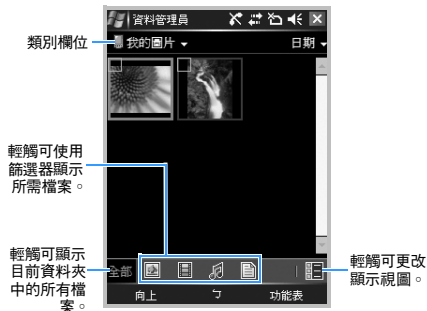 資料管理員
類別欄位
我的圖片
日期
輕觸可使用
篩選器顯示
所需檔案。
輕觸可顯示
目前資料夾
中的所有檔
案。
全部
輕觸可更改
顯示視圖。
向上
ㄅ
功能表